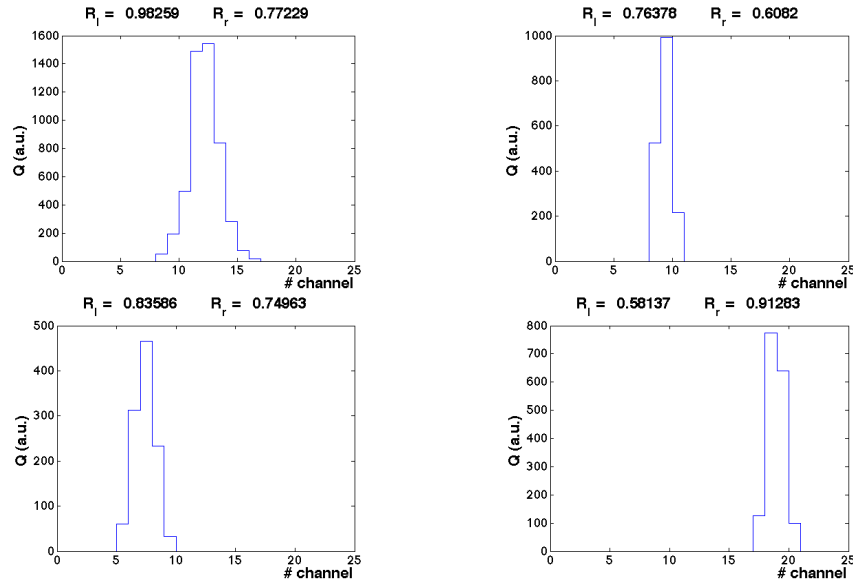 R_l = 0.98259 R_r = 0.77229
1600
1400
1200
1000
800
600
400
200
0
Q (a.u.)
0 5 10 15 20 25
# channel
R_l = 0.76378 R_r = 0.6082
1000
800
600
400
200
0
Q (a.u.)
0 5 10 15 20 25
# channel
R_l = 0.83586 R_r = 0.74963
500
400
300
200
100
0
Q (a.u.)
0 5 10 15 20 25
# channel
R_l = 0.58137 R_r = 0.91283
800
700
600
500
400
300
200
100
0
Q (a.u.)
0 5 10 15 20 25
# channel